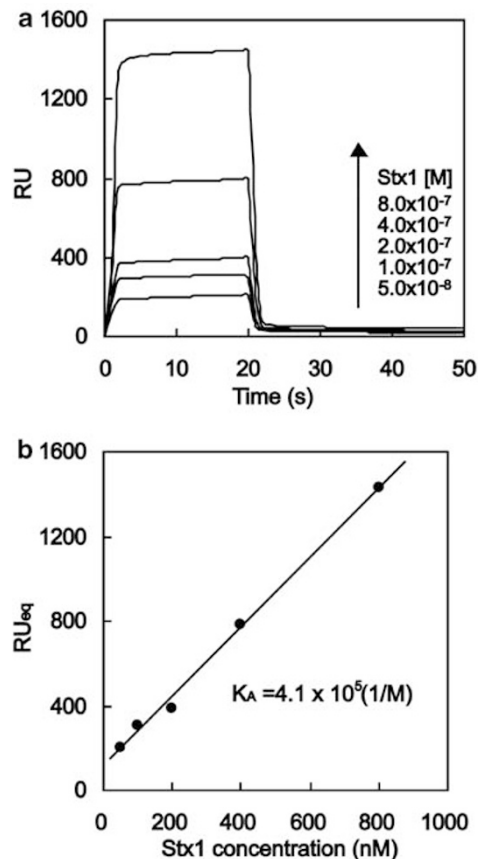 a
1600
1200
800
400
0
RU
Stx1 [M]
8.0x10⁻⁷
4.0x10⁻⁷
2.0x10⁻⁷
1.0x10⁻⁷
5.0x10⁻⁸
0 10 20 30 40 50
Time (s)
b
1600
1200
800
400
0
RUeq
KA =4.1 x 10⁵(1/M)
0 200 400 600 800 1000
Stx1 concentration (nM)